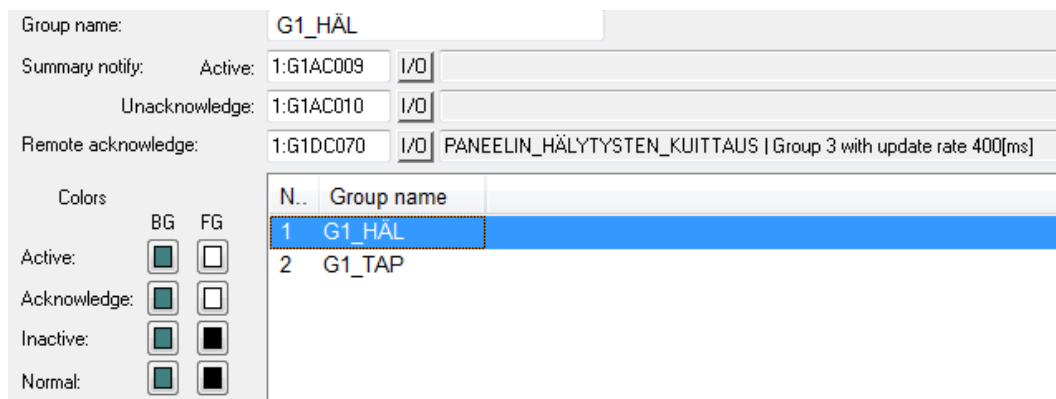 Group name: G1_HÄL
Summary notify: Active: 1:G1AC009 I/O
Unacknowledge: 1:G1AC010 I/O
Remote acknowledge: 1:G1DC070 I/O PANEELIN_HÄLYTYSTEN_KUITTAUS | Group 3 with update rate 400[ms]
Colors
BG FG
Active:
Acknowledge:
Inactive:
Normal:
N.. Group name
1 G1_HÄL
2 G1_TAP